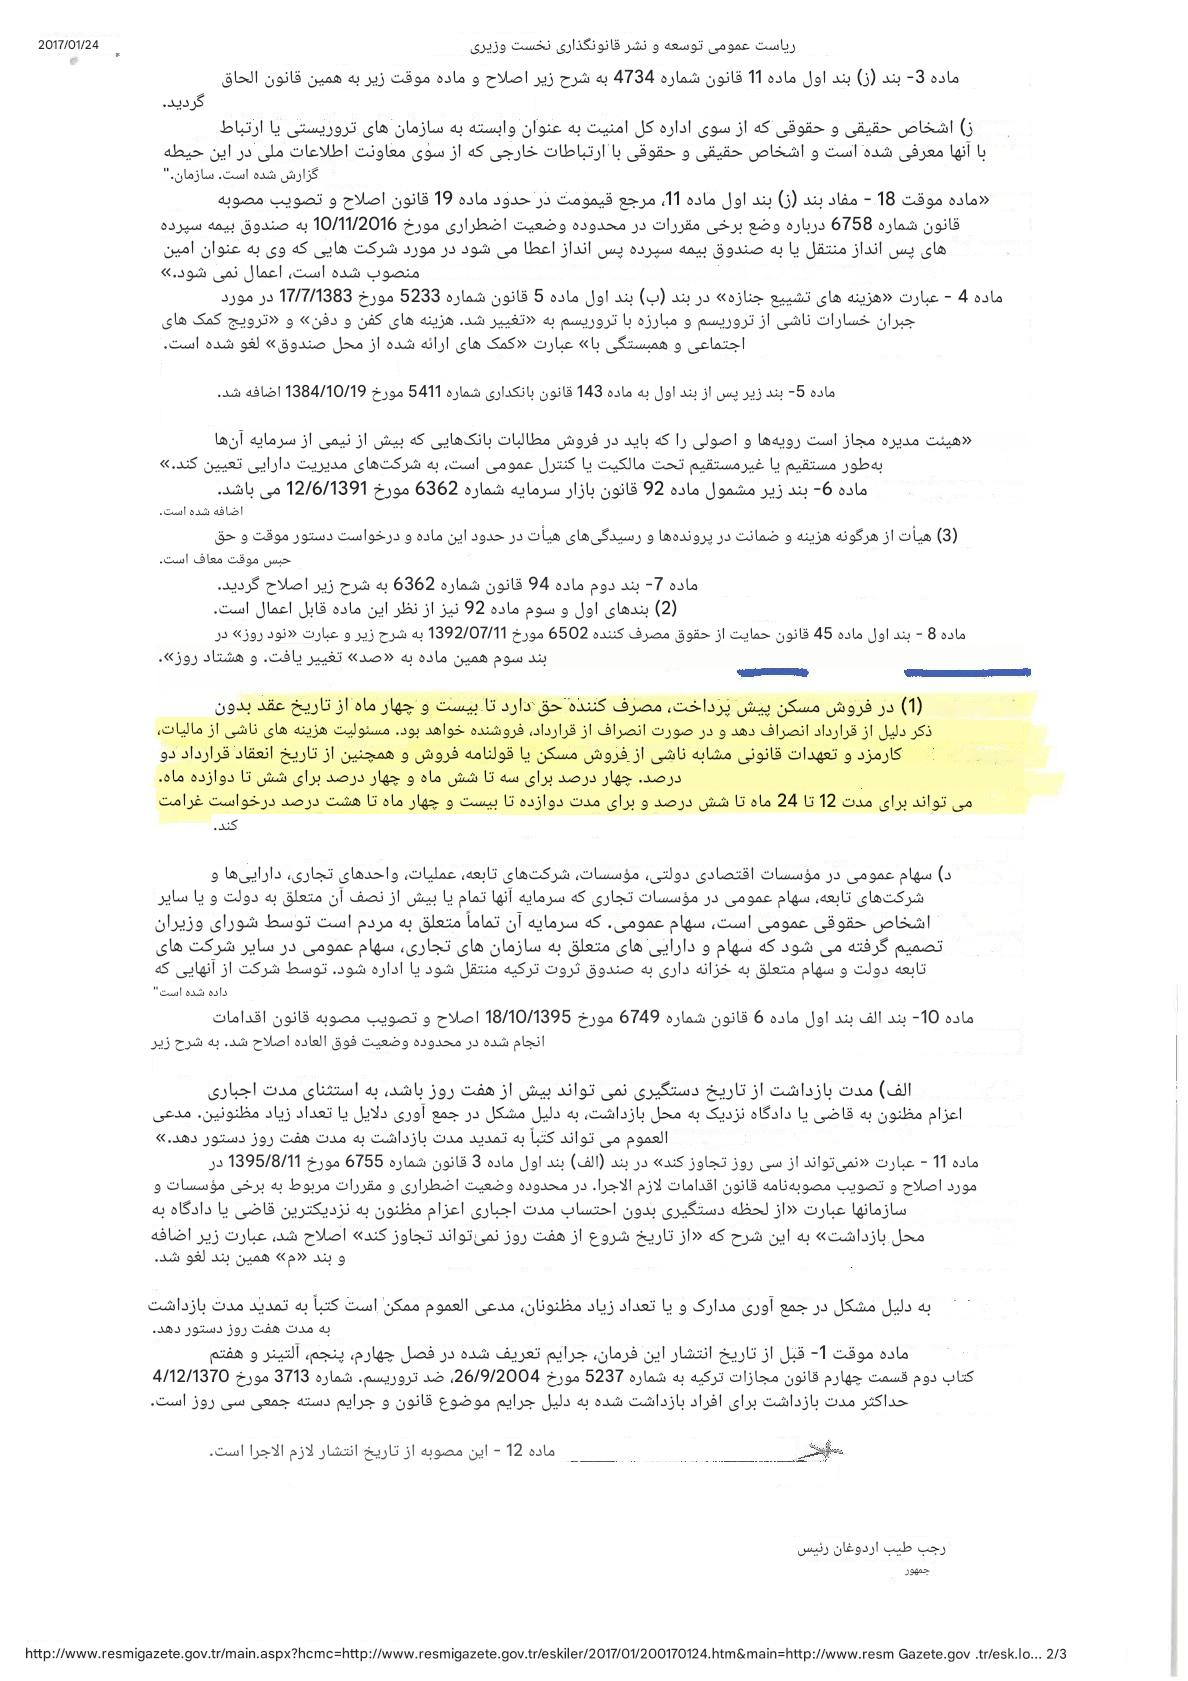 2017/01/24
ریاست عمومی توسعه و نشر قانونگذاری نخست وزیری
ماده 3- بند (ز) بند اول ماده 11 قانون شماره 4734 به شرح زیر اصلاح و ماده موقت زیر به همین قانون الحاق
گردید.
ز) اشخاص حقیقی و حقوقی که از سوی اداره کل امنیت به عنوان وابسته به سازمان های تروریستی یا ارتباط
با آنها معرفی شده است و اشخاص حقیقی و حقوقی با ارتباطات خارجی که از سوی معاونت اطلاعات ملی در این حیطه
گزارش شده است. سازمان."
«ماده موقت 18 - مفاد بند (ز) بند اول ماده 11، مرجع قیمومت در حدود ماده 19 قانون اصلاح و تصویب مصوبه
قانون شماره 6758 درباره وضع برخی مقررات در محدوده وضعیت اضطراری مورخ 10/11/2016 به صندوق بیمه سپرده
های پس انداز منتقل یا به صندوق بیمه سپرده پس انداز اعطا می شود در مورد شرکت هایی که وی به عنوان امین
منصوب شده است، اعمال نمی شود.»
ماده 4 - عبارت «هزینه های تشییع جنازه» در بند (ب) بند اول ماده 5 قانون شماره 5233 مورخ 17/7/1383 در مورد
جبران خسارات ناشی از تروریسم و مبارزه با تروریسم به «تغییر شد. هزینه های کفن و دفن» و «ترویج کمک های
اجتماعی و همبستگی با» عبارت «کمک های ارائه شده از محل صندوق» لغو شده است.
ماده 5- بند زیر پس از بند اول به ماده 143 قانون بانکداری شماره 5411 مورخ 1384/10/19 اضافه شد.
«هیئت مدیره مجاز است رویه‌ها و اصولی را که باید در فروش مطالبات بانک‌هایی که بیش از نیمی از سرمایه آن‌ها
به‌طور مستقیم یا غیرمستقیم تحت مالکیت یا کنترل عمومی است، به شرکت‌های مدیریت دارایی تعیین کند.»
ماده 6- بند زیر مشمول ماده 92 قانون بازار سرمایه شماره 6362 مورخ 12/6/1391 می باشد.
اضافه شده است.
(3) هیأت از هرگونه هزینه و ضمانت در پرونده‌ها و رسیدگی‌های هیأت در حدود این ماده و درخواست دستور موقت و حق
حبس موقت معاف است.
ماده 7- بند دوم ماده 94 قانون شماره 6362 به شرح زیر اصلاح گردید.
(2) بندهای اول و سوم ماده 92 نیز از نظر این ماده قابل اعمال است.
ماده 8 - بند اول ماده 45 قانون حمایت از حقوق مصرف کننده 6502 مورخ 1392/07/11 به شرح زیر و عبارت «نود روز» در
بند سوم همین ماده به «صد» تغییر یافت. و هشتاد روز».
(1) در فروش مسکن پیش پرداخت، مصرف کننده حق دارد تا بیست و چهار ماه از تاریخ عقد بدون
ذکر دلیل از قرارداد انصراف دهد و در صورت انصراف از قرارداد، فروشنده خواهد بود. مسئولیت هزینه های ناشی از مالیات،
کارمزد و تعهدات قانونی مشابه ناشی از فروش مسکن یا قولنامه فروش و همچنین از تاریخ انعقاد قرارداد دو
درصد. چهار درصد برای سه تا شش ماه و چهار درصد برای شش تا دوازده ماه.
می تواند برای مدت 12 تا 24 ماه تا شش درصد و برای مدت دوازده تا بیست و چهار ماه تا هشت درصد درخواست غرامت
کند.
د) سهام عمومی در مؤسسات اقتصادی دولتی، مؤسسات، شرکت‌های تابعه، عملیات، واحدهای تجاری، دارایی‌ها و
شرکت‌های تابعه، سهام عمومی در مؤسسات تجاری که سرمایه آنها تمام یا بیش از نصف آن متعلق به دولت و یا سایر
اشخاص حقوقی عمومی است، سهام عمومی. که سرمایه آن تماماً متعلق به مردم است توسط شورای وزیران
تصمیم گرفته می شود که سهام و دارایی های متعلق به سازمان های تجاری، سهام عمومی در سایر شرکت های
تابعه دولت و سهام متعلق به خزانه داری به صندوق ثروت ترکیه منتقل شود یا اداره شود. توسط شرکت از آنهایی که
داده شده است"
ماده 10- بند الف بند اول ماده 6 قانون شماره 6749 مورخ 18/10/1395 اصلاح و تصویب مصوبه قانون اقدامات
انجام شده در محدوده وضعیت فوق العاده اصلاح شد. به شرح زیر
الف) مدت بازداشت از تاریخ دستگیری نمی تواند بیش از هفت روز باشد، به استثنای مدت اجباری
اعزام مظنون به قاضی یا دادگاه نزدیک به محل بازداشت، به دلیل مشکل در جمع آوری دلایل یا تعداد زیاد مظنونین. مدعی
العموم می تواند کتباً به تمدید مدت بازداشت به مدت هفت روز دستور دهد.»
ماده 11 - عبارت «نمی‌تواند از سی روز تجاوز کند» در بند (الف) بند اول ماده 3 قانون شماره 6755 مورخ 1395/8/11 در
مورد اصلاح و تصویب مصوبه‌نامه قانون اقدامات لازم الاجرا. در محدوده وضعیت اضطراری و مقررات مربوط به برخی مؤسسات و
سازمانها عبارت «از لحظه دستگیری بدون احتساب مدت اجباری اعزام مظنون به نزدیکترین قاضی یا دادگاه به
محل بازداشت» به این شرح که «از تاریخ شروع از هفت روز نمی‌تواند تجاوز کند» اصلاح شد، عبارت زیر اضافه
و بند «م» همین بند لغو شد.
به دلیل مشکل در جمع آوری مدارک و یا تعداد زیاد مظنونان، مدعی العموم ممکن است کتباً به تمدید مدت بازداشت
به مدت هفت روز دستور دهد.
ماده موقت 1- قبل از تاریخ انتشار این فرمان، جرایم تعریف شده در فصل چهارم، پنجم، آلتینر و هفتم
کتاب دوم قسمت چهارم قانون مجازات ترکیه به شماره 5237 مورخ 26/9/2004، ضد تروریسم. شماره 3713 مورخ 4/12/1370
حداکثر مدت بازداشت برای افراد بازداشت شده به دلیل جرایم موضوع قانون و جرایم دسته جمعی سی روز است.
ماده 12 - این مصوبه از تاریخ انتشار لازم الاجرا است.
رجب طیب اردوغان رئیس
جمهور
http://www.resmigazete.gov.tr/main.aspx?hcmc=http://www.resmigazete.gov.tr/eskiler/2017/01/200170124.htm&main=http://www.resm Gazete.gov .tr/esk.lo... 2/3